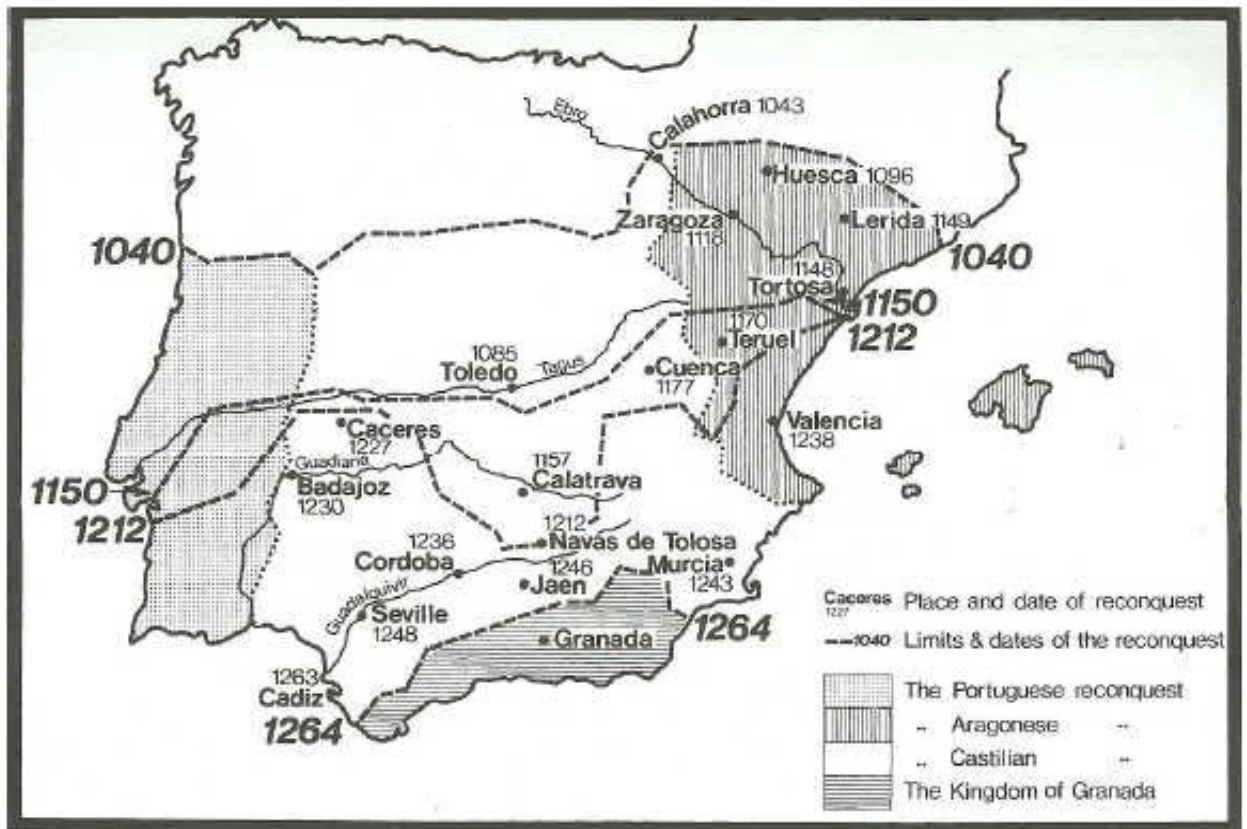 Ebro
Calahorra 1043
Huesca 1096
Zaragoza
1118
Lerida 1149
1040
1040
1148
Tortosa
1150
1212
1170
Teruel
1085
Toledo
Tagus
Cuenca
1177
Caceres
1227
Valencia
1238
Guadiana
1157
Calatrava
1150
Badajoz
1230
1212
1212
Navás de Tolosa
1236
Cordoba
1246
Jaen
Murcia
1243
Guadalquivir
Seville
1248
Granada
1264
1263
Cadiz
1264
Caceres
1227
Place and date of reconquest
1040 Limits & dates of the reconquest
The Portuguese reconquest
,, Aragonese ,,
,, Castilian ,,
The Kingdom of Granada